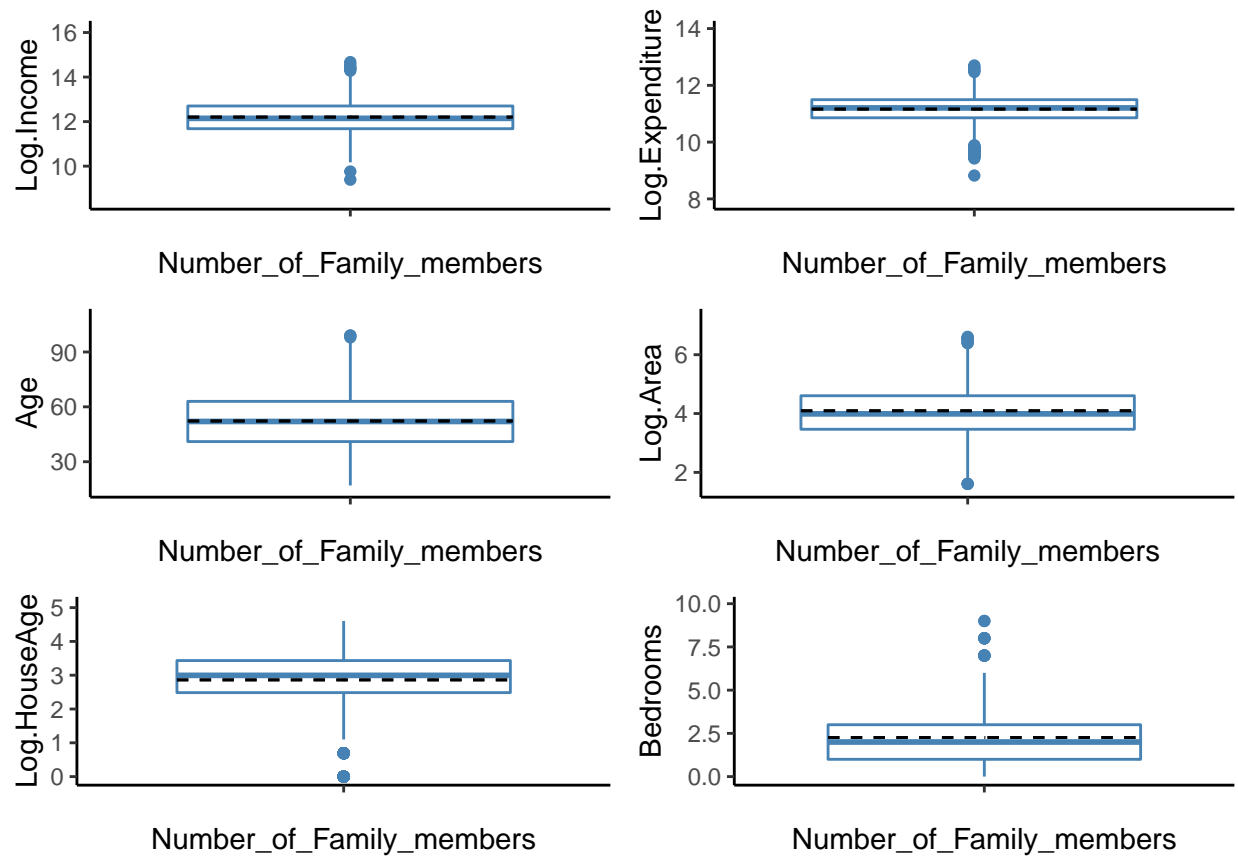 Log.Income
16
14
12
10
Number_of_Family_members
Log.Expenditure
14
12
10
8
Number_of_Family_members
Age
90
60
30
Number_of_Family_members
Log.Area
6
4
2
Number_of_Family_members
Log.HouseAge
5
4
3
2
1
0
Number_of_Family_members
Bedrooms
10.0
7.5
5.0
2.5
0.0
Number_of_Family_members